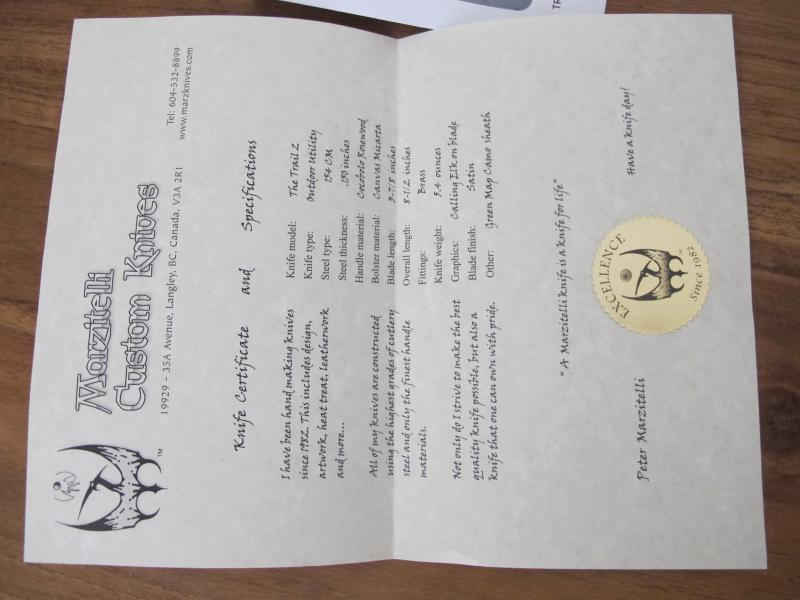 Marzitelli
Custom Knives
19929 - 35A Avenue, Langley, BC, Canada, V3A 2R1
Tel: 604-532-8899
www.marzknives.com
TM
Knife Certificate and Specifications
I have been hand making knives
since 1982. This includes design,
artwork, heat treat, leatherwork
and more...
All of my knives are constructed
using the highest grades of cutlery
steel and only the finest handle
materials.
Not only do I strive to make the best
quality knife possible, but also a
knife that one can own with pride.
Knife model: The Trail 2
Knife type: Outdoor Utility
Steel type: 154 CM
Steel thickness: .150 inches
Handle material: Cocobolo Rosewood
Bolster material: Canvas Micarta
Blade length: 3-7/8 inches
Overall length: 8-1/2 inches
Fittings: Brass
Knife weight: 5.4 ounces
Graphics: Calling Elk on blade
Blade finish: Satin
Other: Green Map Camo sheath
"A Marzitelli knife is a knife for life"
Peter Marzitelli
EXCELLENCE
Since 1982
Have a knife day!